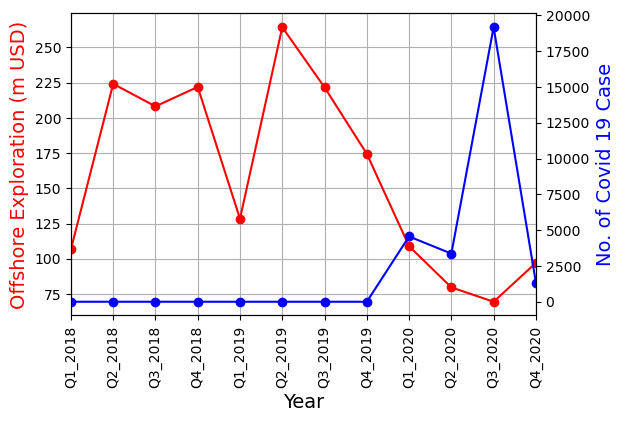 Offshore Exploration (m USD)
250
225
200
175
150
125
100
75
20000
17500
15000
12500
10000
7500
5000
2500
0
No. of Covid 19 Case
Q1_2018
Q2_2018
Q3_2018
Q4_2018
Q1_2019
Q2_2019
Q3_2019
Q4_2019
Q1_2020
Q2_2020
Q3_2020
Q4_2020
Year